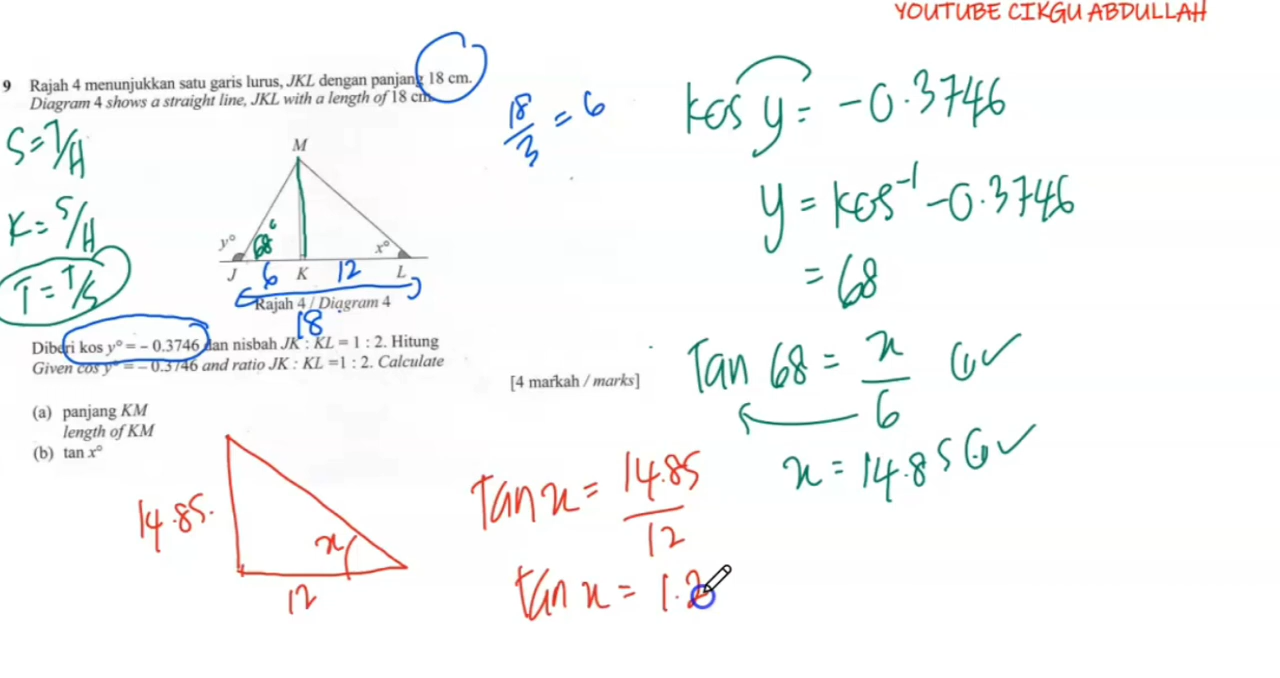 YOUTUBE CIKGU ABDULLAH
9 Rajah 4 menunjukkan satu garis lurus, JKL dengan panjang 18 cm.
Diagram 4 shows a straight line, JKL with a length of 18 cm
S = T/H
K = S/H
T = T/S
18/3 = 6
M
y° 68° x°
J 6 K 12 L
Rajah 4 / Diagram 4
18
Diberi kos y° = – 0.3746 dan nisbah JK : KL = 1 : 2. Hitung
Given cos y° = – 0.3746 and ratio JK : KL =1 : 2. Calculate
[4 markah / marks]
(a) panjang KM
length of KM
(b) tan x°
kos y = -0.3746
y = kos⁻¹ -0.3746
= 68
Tan 68 = x/6
x = 14.85
14.85.
x
12
tan x = 14.85/12
tan x = 1.2